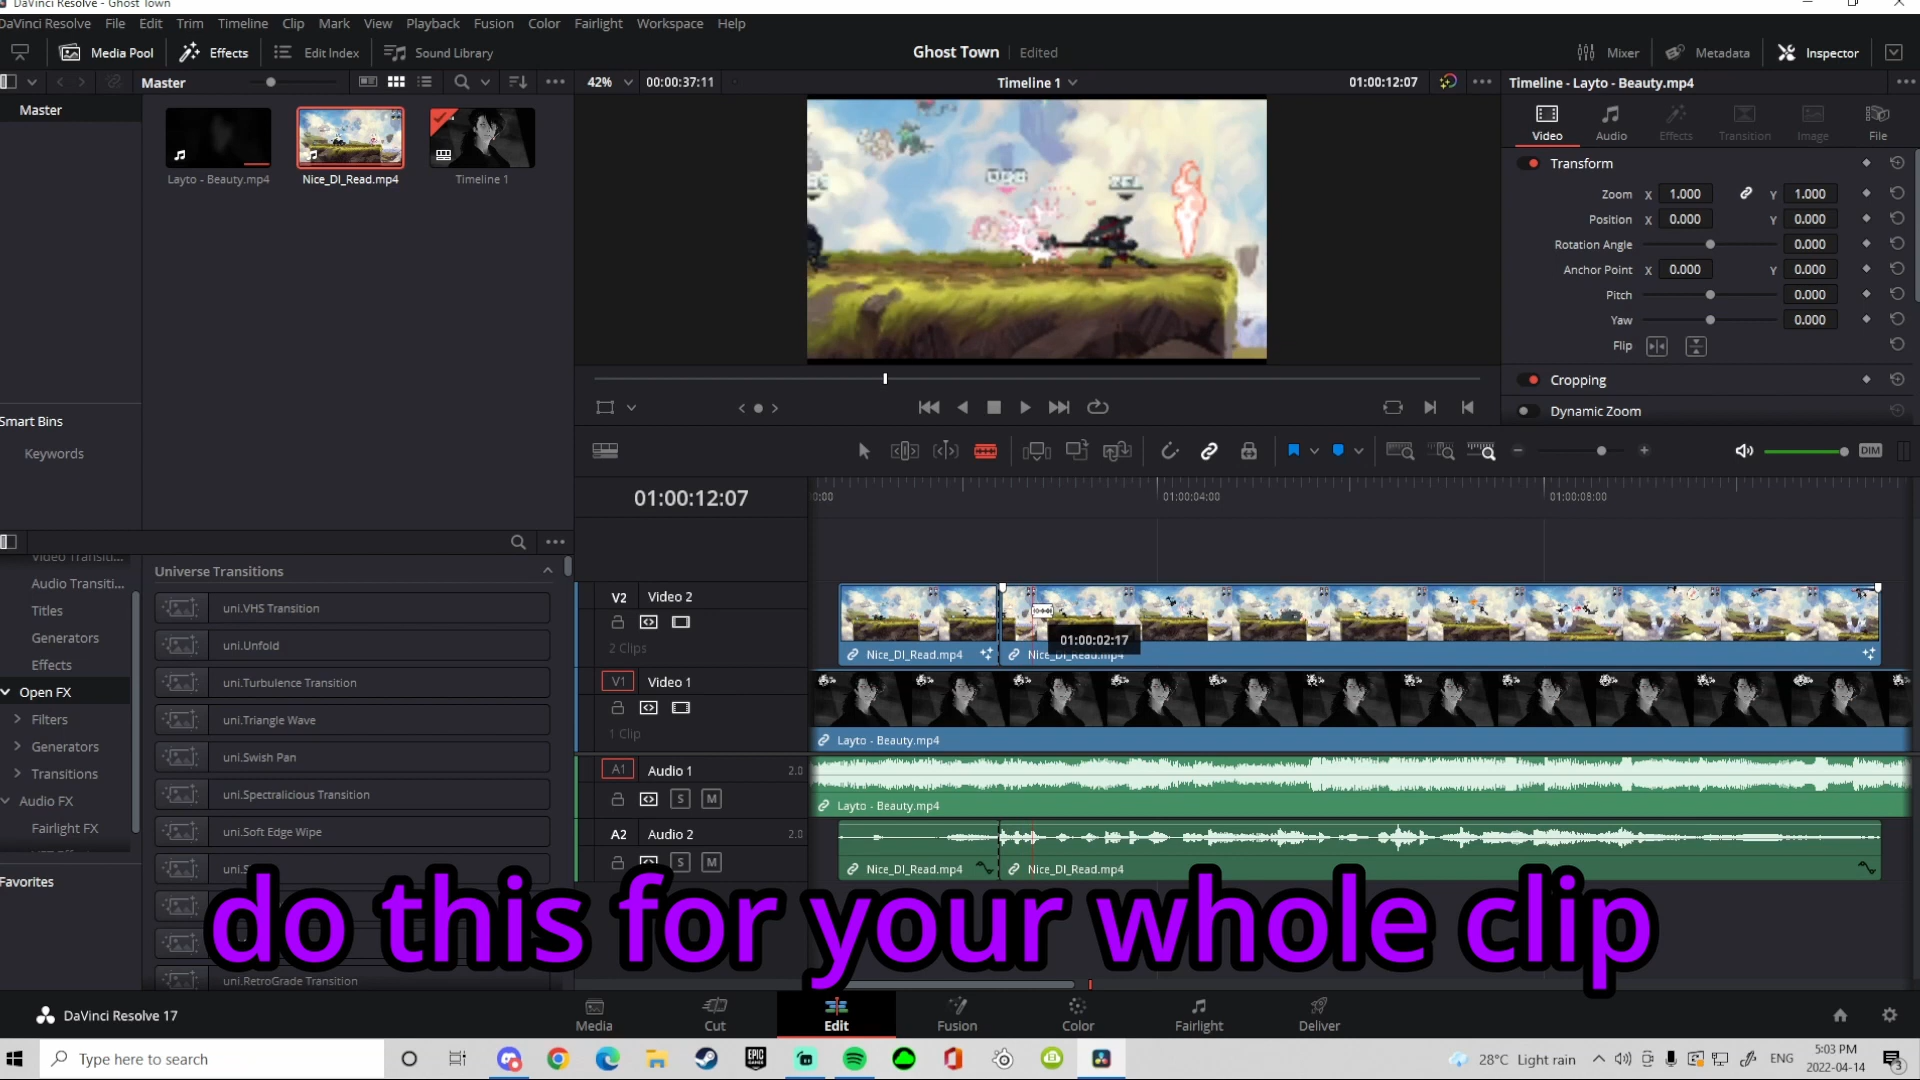 DaVinci Resolve - Ghost Town
DaVinci Resolve File Edit Trim Timeline Clip Mark View Playback Fusion Color Fairlight Workspace Help
Media Pool Effects Edit Index Sound Library Ghost Town Edited Mixer Metadata Inspector
Master 42% 00:00:37:11 Timeline 1 01:00:12:07 Timeline - Layto - Beauty.mp4
Master
Layto - Beauty.mp4 Nice_DI_Read.mp4 Timeline 1
Video Audio Effects Transition Image File
Transform
Zoom X 1.000 Y 1.000
Position X 0.000 Y 0.000
Rotation Angle 0.000
Anchor Point X 0.000 Y 0.000
Pitch 0.000
Yaw 0.000
Flip
Cropping
Dynamic Zoom
Smart Bins
Keywords
DIM
01:00:12:07
0:00 01:00:04:00 01:00:08:00
Universe Transitions
Audio Transiti...
Titles
Generators
Effects
Open FX
Filters
Generators
Transitions
Audio FX
Fairlight FX
Favorites
uni.VHS Transition
uni.Unfold
uni.Turbulence Transition
uni.Triangle Wave
uni.Swish Pan
uni.Spectralicious Transition
uni.Soft Edge Wipe
uni.RetroGrade Transition
V2 Video 2
2 Clips
01:00:02:17
Nice_DI_Read.mp4 Nice_DI_Read.mp4
V1 Video 1
1 Clip
Layto - Beauty.mp4
A1 Audio 1 2.0
S M
Layto - Beauty.mp4
A2 Audio 2 2.0
S M
Nice_DI_Read.mp4 Nice_DI_Read.mp4
do this for your whole clip
DaVinci Resolve 17
Media Cut Edit Fusion Color Fairlight Deliver
Type here to search
EPIC GAMES
28°C Light rain ENG 5:03 PM
2022-04-14
3